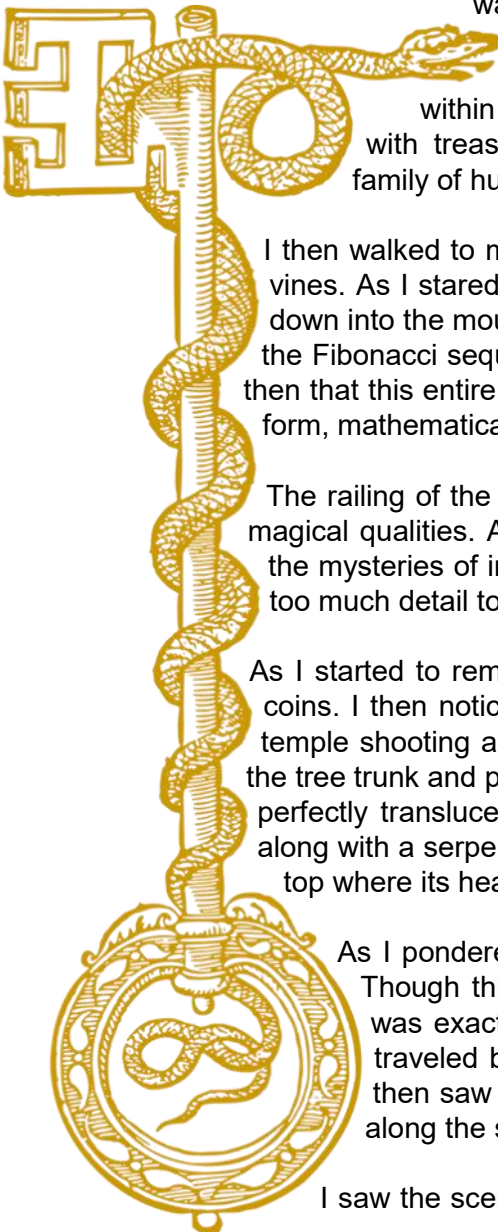 within
with treas
family of hu
I then walked to m
vines. As I stared
down into the mou
the Fibonacci sequ
then that this entire
form, mathematica
The railing of the
magical qualities. A
the mysteries of in
too much detail to
As I started to rem
coins. I then notic
temple shooting a
the tree trunk and p
perfectly transluce
along with a serpe
top where its hea
As I pondere
Though thr
was exact
traveled b
then saw
along the s
I saw the sce